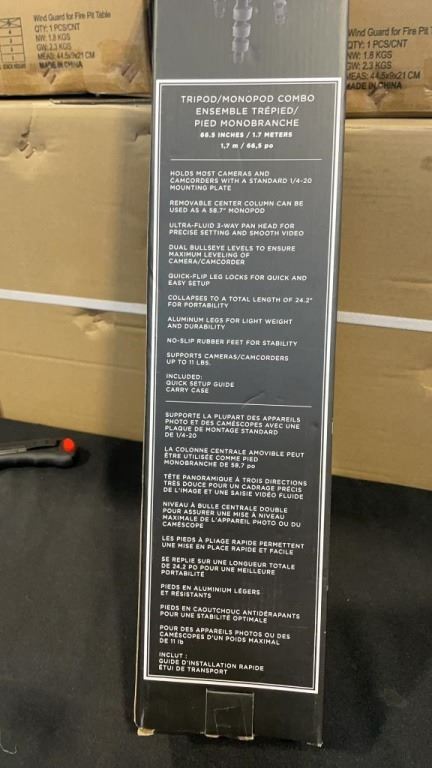 Wind Guard for Fire Pit Table
QTY: 1 PCS/CNT
NW: 1.8 KGS
GW: 2.3 KGS
MEAS: 44.5x9x21 CM
MADE IN CHINA
Wind Guard for Fire Pit
QTY: 1 PCS/CNT
NW: 1.8 KGS
GW: 2.3 KGS
MEAS: 44.5x9x21 CM
MADE IN CHINA
TRIPOD/MONOPOD COMBO
ENSEMBLE TRÉPIED/
PIED MONOBRANCHE
66.5 INCHES / 1.7 METERS
1,7 m / 66,5 po
HOLDS MOST CAMERAS AND
CAMCORDERS WITH A STANDARD 1/4-20
MOUNTING PLATE
REMOVABLE CENTER COLUMN CAN BE
USED AS A 58.7" MONOPOD
ULTRA-FLUID 3-WAY PAN HEAD FOR
PRECISE SETTING AND SMOOTH VIDEO
DUAL BULLSEYE LEVELS TO ENSURE
MAXIMUM LEVELING OF
CAMERA/CAMCORDER
QUICK-FLIP LEG LOCKS FOR QUICK AND
EASY SETUP
COLLAPSES TO A TOTAL LENGTH OF 24.2"
FOR PORTABILITY
ALUMINUM LEGS FOR LIGHT WEIGHT
AND DURABILITY
NO-SLIP RUBBER FEET FOR STABILITY
SUPPORTS CAMERAS/CAMCORDERS
UP TO 11 LBS.
INCLUDED:
QUICK SETUP GUIDE
CARRY CASE
SUPPORTE LA PLUPART DES APPAREILS
PHOTO ET DES CAMÉSCOPES AVEC UNE
PLAQUE DE MONTAGE STANDARD
DE 1/4-20
LA COLONNE CENTRALE AMOVIBLE PEUT
ÊTRE UTILISÉE COMME PIED
MONOBRANCHE DE 58,7 po
TÊTE PANORAMIQUE À TROIS DIRECTIONS
TRÈS DOUCE POUR UN CADRAGE PRÉCIS
DE L'IMAGE ET UNE SAISIE VIDÉO FLUIDE
NIVEAU À BULLE CENTRALE DOUBLE
POUR ASSURER UNE MISE À NIVEAU
MAXIMALE DE L'APPAREIL PHOTO OU DU
CAMÉSCOPE
LES PIEDS À PLIAGE RAPIDE PERMETTENT
UNE MISE EN PLACE RAPIDE ET FACILE
SE REPLIE SUR UNE LONGUEUR TOTALE
DE 24,2 PO POUR UNE MEILLEURE
PORTABILITÉ
PIEDS EN ALUMINIUM LÉGERS
ET RÉSISTANTS
PIEDS EN CAOUTCHOUC ANTIDÉRAPANTS
POUR UNE STABILITÉ OPTIMALE
POUR DES APPAREILS PHOTOS OU DES
CAMÉSCOPES D'UN POIDS MAXIMAL
DE 11 lb
INCLUT :
GUIDE D'INSTALLATION RAPIDE
ÉTUI DE TRANSPORT